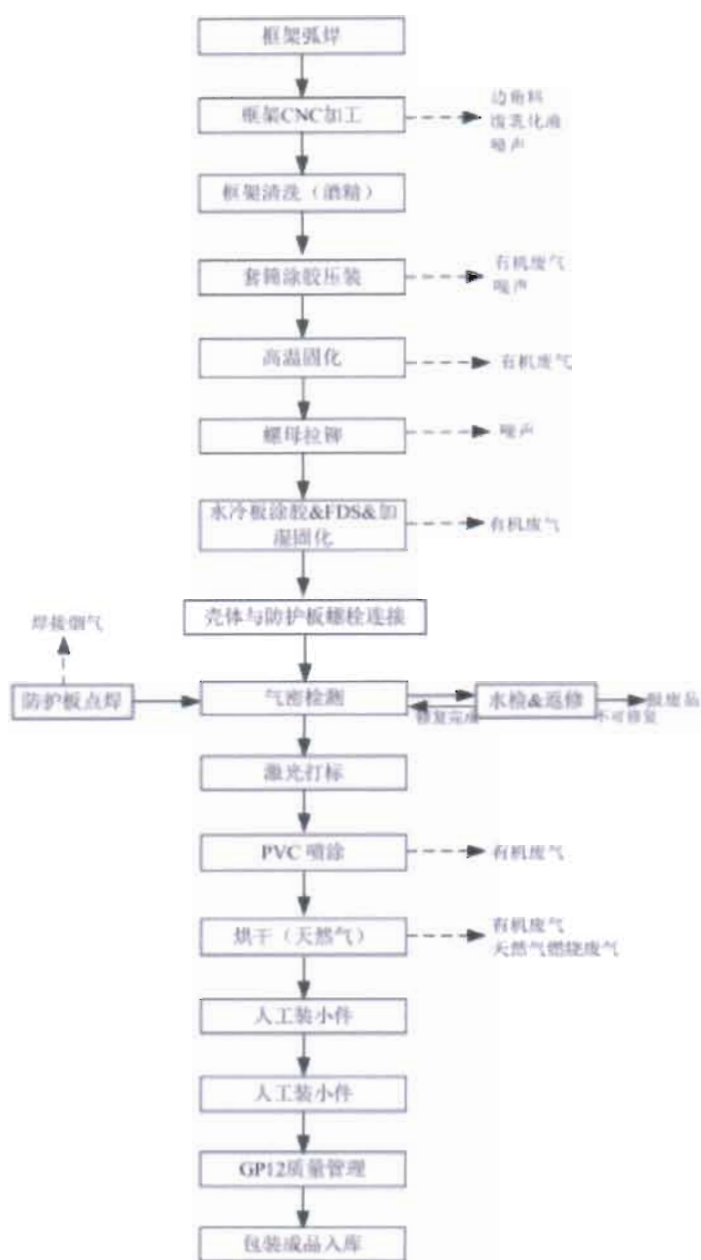 框架弧焊
框架CNC加工
边角料
废乳化液
噪声
框架清洗（酒精）
套筒涂胶压装
有机废气
噪声
高温固化
有机废气
螺母拉铆
噪声
水冷板涂胶&FDS&加
湿固化
有机废气
壳体与防护板螺栓连接
焊接烟气
防护板点焊
气密检测
水检&返修
报废品
修复完成
不可修复
激光打标
PVC 喷涂
有机废气
烘干（天然气）
有机废气
天然气燃烧废气
人工装小件
人工装小件
GP12质量管理
包装成品入库